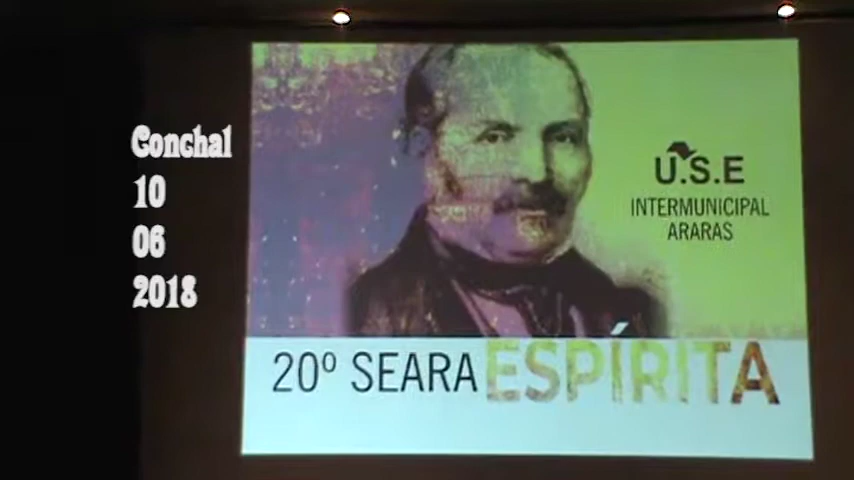 Conchal
10
06
2018
U.S.E
INTERMUNICIPAL
ARARAS
20º SEARA ESPÍRITA